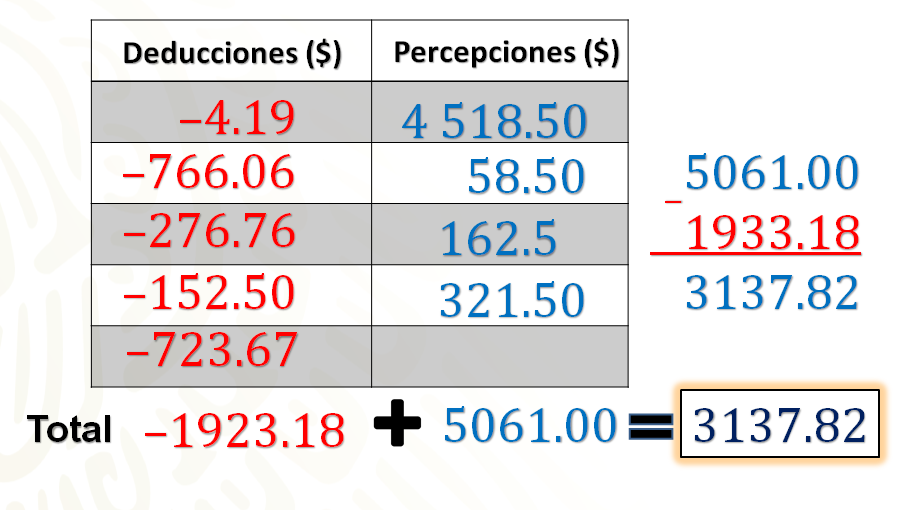 Deducciones ($) Percepciones ($)
−4.19 4 518.50
−766.06 58.50
−276.76 162.5
−152.50 321.50
−723.67
5061.00
− 1933.18
3137.82
Total −1923.18 + 5061.00 = 3137.82